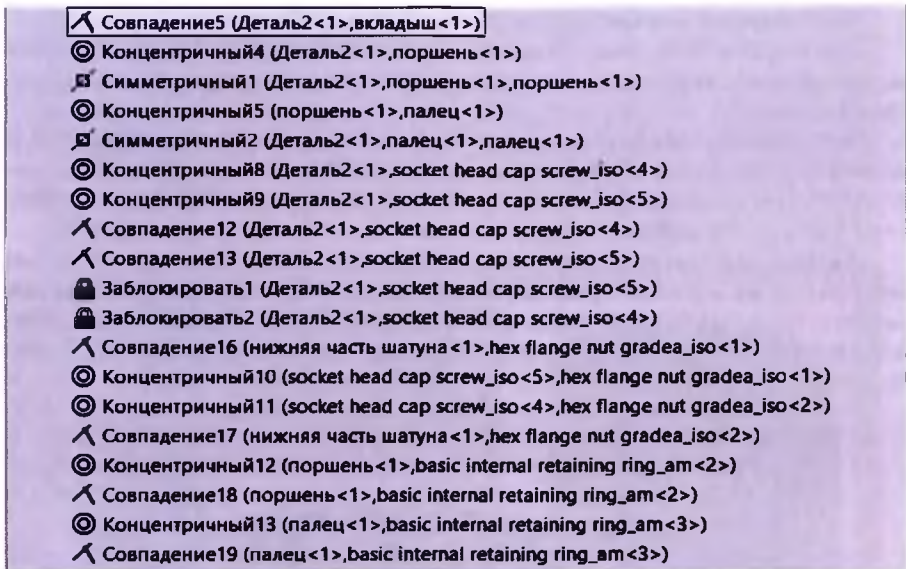 Совпадение5 (Деталь2<1>,вкладыш<1>)
Концентричный4 (Деталь2<1>,поршень<1>)
Симметричный1 (Деталь2<1>,поршень<1>,поршень<1>)
Концентричный5 (поршень<1>,палец<1>)
Симметричный2 (Деталь2<1>,палец<1>,палец<1>)
Концентричный8 (Деталь2<1>,socket head cap screw_iso<4>)
Концентричный9 (Деталь2<1>,socket head cap screw_iso<5>)
Совпадение12 (Деталь2<1>,socket head cap screw_iso<4>)
Совпадение13 (Деталь2<1>,socket head cap screw_iso<5>)
Заблокировать1 (Деталь2<1>,socket head cap screw_iso<5>)
Заблокировать2 (Деталь2<1>,socket head cap screw_iso<4>)
Совпадение16 (нижняя часть шатуна<1>,hex flange nut gradea_iso<1>)
Концентричный10 (socket head cap screw_iso<5>,hex flange nut gradea_iso<1>)
Концентричный11 (socket head cap screw_iso<4>,hex flange nut gradea_iso<2>)
Совпадение17 (нижняя часть шатуна<1>,hex flange nut gradea_iso<2>)
Концентричный12 (поршень<1>,basic internal retaining ring_am<2>)
Совпадение18 (поршень<1>,basic internal retaining ring_am<2>)
Концентричный13 (палец<1>,basic internal retaining ring_am<3>)
Совпадение19 (палец<1>,basic internal retaining ring_am<3>)